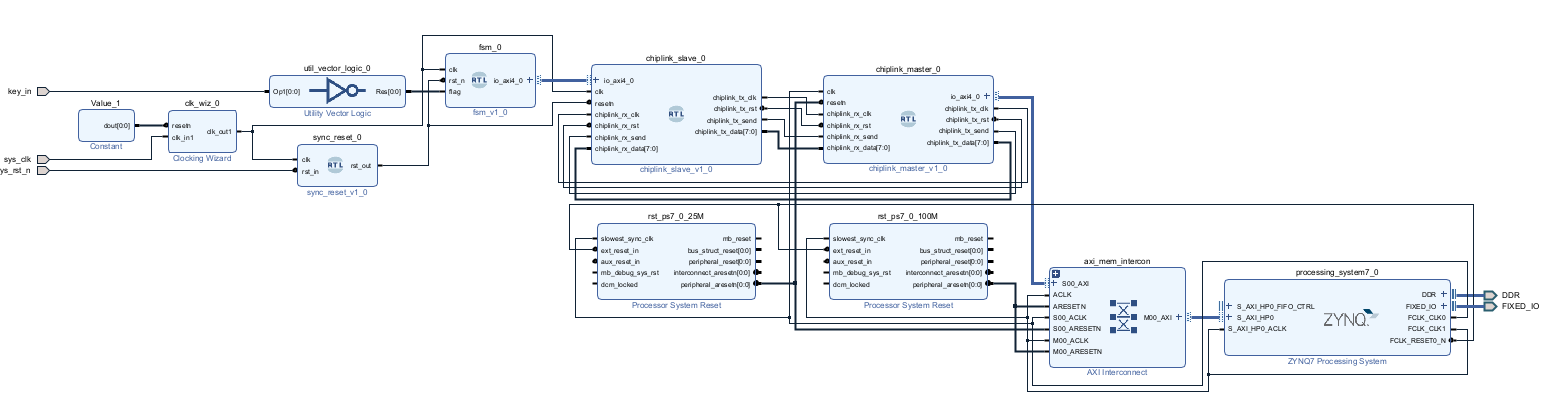 key_in
sys_clk
ys_rst_n
Value_1
dout[0:0]
Constant
clk_wiz_0
resetn
clk_in1
clk_out1
Clocking Wizard
util_vector_logic_0
Op1[0:0]
Res[0:0]
Utility Vector Logic
sync_reset_0
clk
rst_in
RTL
rst_out
sync_reset_v1_0
fsm_0
clk
rst_n
flag
RTL
io_axi4_0
fsm_v1_0
chiplink_slave_0
io_axi4_0
clk
resetn
chiplink_rx_clk
chiplink_rx_rst
chiplink_rx_send
chiplink_rx_data[7:0]
RTL
chiplink_tx_clk
chiplink_tx_rst
chiplink_tx_send
chiplink_tx_data[7:0]
chiplink_slave_v1_0
chiplink_master_0
clk
resetn
chiplink_rx_clk
chiplink_rx_rst
chiplink_rx_send
chiplink_rx_data[7:0]
RTL
io_axi4_0
chiplink_tx_clk
chiplink_tx_rst
chiplink_tx_send
chiplink_tx_data[7:0]
chiplink_master_v1_0
rst_ps7_0_25M
slowest_sync_clk
ext_reset_in
aux_reset_in
mb_debug_sys_rst
dcm_locked
mb_reset
bus_struct_reset[0:0]
peripheral_reset[0:0]
interconnect_aresetn[0:0]
peripheral_aresetn[0:0]
Processor System Reset
rst_ps7_0_100M
slowest_sync_clk
ext_reset_in
aux_reset_in
mb_debug_sys_rst
dcm_locked
mb_reset
bus_struct_reset[0:0]
peripheral_reset[0:0]
interconnect_aresetn[0:0]
peripheral_aresetn[0:0]
Processor System Reset
axi_mem_intercon
S00_AXI
ACLK
ARESETN
S00_ACLK
S00_ARESETN
M00_ACLK
M00_ARESETN
M00_AXI
AXI Interconnect
processing_system7_0
S_AXI_HP0_FIFO_CTRL
S_AXI_HP0
S_AXI_HP0_ACLK
ZYNQ
DDR
FIXED_IO
FCLK_CLK0
FCLK_CLK1
FCLK_RESET0_N
ZYNQ7 Processing System
DDR
FIXED_IO